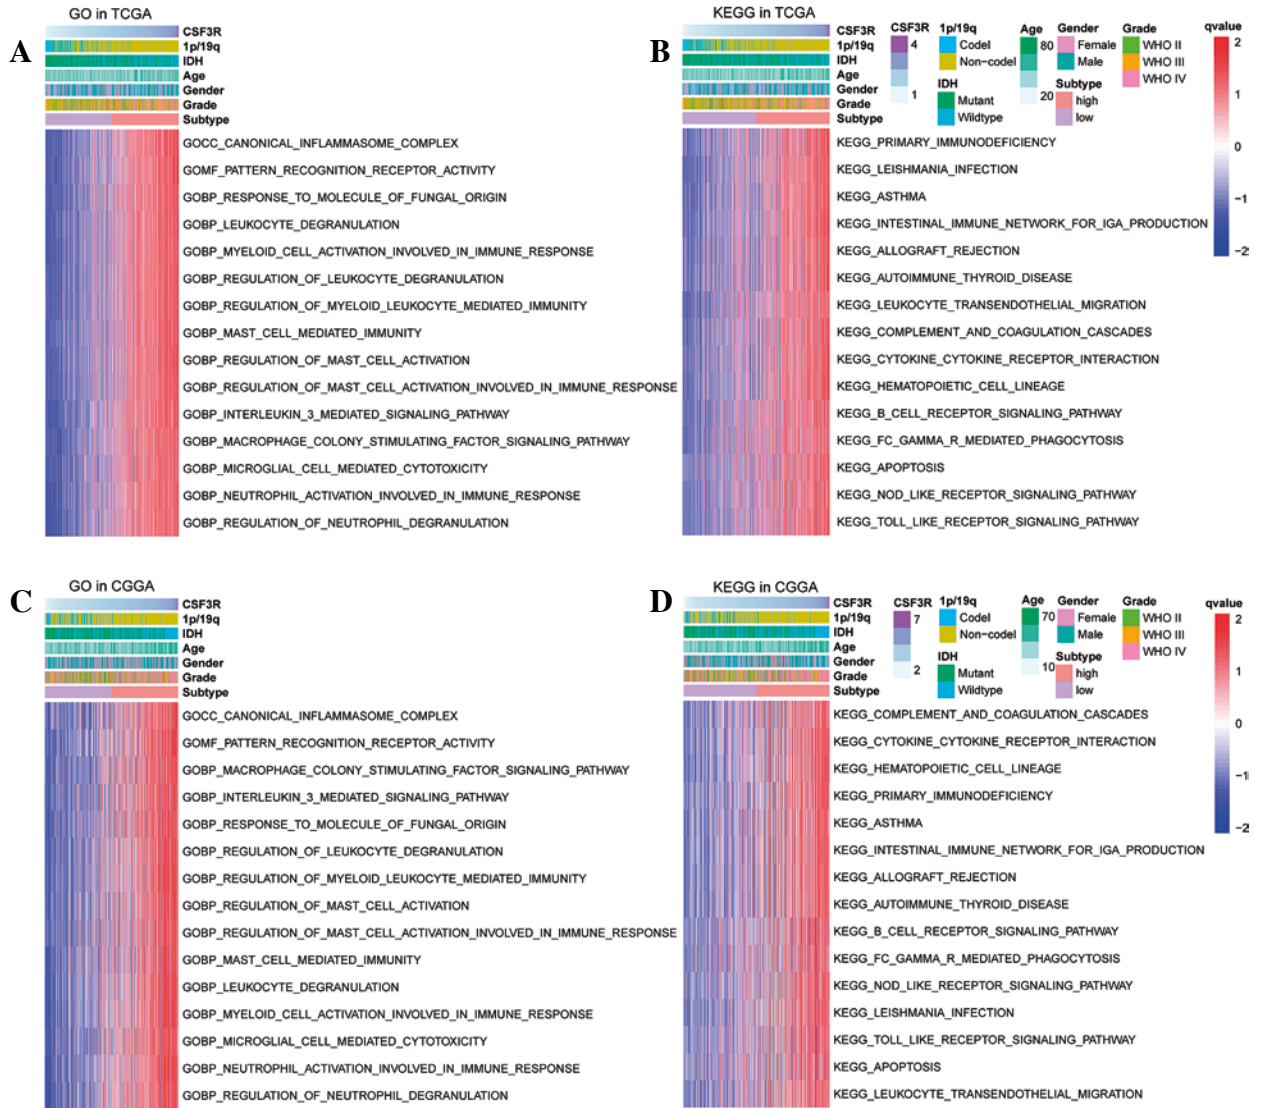 A
GO in TCGA
CSF3R
1p/19q
IDH
Age
Gender
Grade
Subtype
GOCC_CANONICAL_INFLAMMASOME_COMPLEX
GOMF_PATTERN_RECOGNITION_RECEPTOR_ACTIVITY
GOBP_RESPONSE_TO_MOLECULE_OF_FUNGAL_ORIGIN
GOBP_LEUKOCYTE_DEGRANULATION
GOBP_MYELOID_CELL_ACTIVATION_INVOLVED_IN_IMMUNE_RESPONSE
GOBP_REGULATION_OF_LEUKOCYTE_DEGRANULATION
GOBP_REGULATION_OF_MYELOID_LEUKOCYTE_MEDIATED_IMMUNITY
GOBP_MAST_CELL_MEDIATED_IMMUNITY
GOBP_REGULATION_OF_MAST_CELL_ACTIVATION
GOBP_REGULATION_OF_MAST_CELL_ACTIVATION_INVOLVED_IN_IMMUNE_RESPONSE
GOBP_INTERLEUKIN_3_MEDIATED_SIGNALING_PATHWAY
GOBP_MACROPHAGE_COLONY_STIMULATING_FACTOR_SIGNALING_PATHWAY
GOBP_MICROGLIAL_CELL_MEDIATED_CYTOTOXICITY
GOBP_NEUTROPHIL_ACTIVATION_INVOLVED_IN_IMMUNE_RESPONSE
GOBP_REGULATION_OF_NEUTROPHIL_DEGRANULATION
B
KEGG in TCGA
CSF3R
1p/19q
IDH
Age
Gender
Grade
Subtype
KEGG_PRIMARY_IMMUNODEFICIENCY
KEGG_LEISHMANIA_INFECTION
KEGG_ASTHMA
KEGG_INTESTINAL_IMMUNE_NETWORK_FOR_IGA_PRODUCTION
KEGG_ALLOGRAFT_REJECTION
KEGG_AUTOIMMUNE_THYROID_DISEASE
KEGG_LEUKOCYTE_TRANSENDOTHELIAL_MIGRATION
KEGG_COMPLEMENT_AND_COAGULATION_CASCADES
KEGG_CYTOKINE_CYTOKINE_RECEPTOR_INTERACTION
KEGG_HEMATOPOIETIC_CELL_LINEAGE
KEGG_B_CELL_RECEPTOR_SIGNALING_PATHWAY
KEGG_FC_GAMMA_R_MEDIATED_PHAGOCYTOSIS
KEGG_APOPTOSIS
KEGG_NOD_LIKE_RECEPTOR_SIGNALING_PATHWAY
KEGG_TOLL_LIKE_RECEPTOR_SIGNALING_PATHWAY
CSF3R
4
1
1p/19q
Codel
Non-codel
IDH
Mutant
Wildtype
Age
80
20
Gender
Female
Male
Subtype
high
low
Grade
WHO II
WHO III
WHO IV
qvalue
2
1
0
-1
-2
C
GO in CGGA
CSF3R
1p/19q
IDH
Age
Gender
Grade
Subtype
GOCC_CANONICAL_INFLAMMASOME_COMPLEX
GOMF_PATTERN_RECOGNITION_RECEPTOR_ACTIVITY
GOBP_MACROPHAGE_COLONY_STIMULATING_FACTOR_SIGNALING_PATHWAY
GOBP_INTERLEUKIN_3_MEDIATED_SIGNALING_PATHWAY
GOBP_RESPONSE_TO_MOLECULE_OF_FUNGAL_ORIGIN
GOBP_REGULATION_OF_LEUKOCYTE_DEGRANULATION
GOBP_REGULATION_OF_MYELOID_LEUKOCYTE_MEDIATED_IMMUNITY
GOBP_REGULATION_OF_MAST_CELL_ACTIVATION
GOBP_REGULATION_OF_MAST_CELL_ACTIVATION_INVOLVED_IN_IMMUNE_RESPONSE
GOBP_MAST_CELL_MEDIATED_IMMUNITY
GOBP_LEUKOCYTE_DEGRANULATION
GOBP_MYELOID_CELL_ACTIVATION_INVOLVED_IN_IMMUNE_RESPONSE
GOBP_MICROGLIAL_CELL_MEDIATED_CYTOTOXICITY
GOBP_NEUTROPHIL_ACTIVATION_INVOLVED_IN_IMMUNE_RESPONSE
GOBP_REGULATION_OF_NEUTROPHIL_DEGRANULATION
D
KEGG in CGGA
CSF3R
1p/19q
IDH
Age
Gender
Grade
Subtype
KEGG_COMPLEMENT_AND_COAGULATION_CASCADES
KEGG_CYTOKINE_CYTOKINE_RECEPTOR_INTERACTION
KEGG_HEMATOPOIETIC_CELL_LINEAGE
KEGG_PRIMARY_IMMUNODEFICIENCY
KEGG_ASTHMA
KEGG_INTESTINAL_IMMUNE_NETWORK_FOR_IGA_PRODUCTION
KEGG_ALLOGRAFT_REJECTION
KEGG_AUTOIMMUNE_THYROID_DISEASE
KEGG_B_CELL_RECEPTOR_SIGNALING_PATHWAY
KEGG_FC_GAMMA_R_MEDIATED_PHAGOCYTOSIS
KEGG_NOD_LIKE_RECEPTOR_SIGNALING_PATHWAY
KEGG_LEISHMANIA_INFECTION
KEGG_TOLL_LIKE_RECEPTOR_SIGNALING_PATHWAY
KEGG_APOPTOSIS
KEGG_LEUKOCYTE_TRANSENDOTHELIAL_MIGRATION
CSF3R
7
2
1p/19q
Codel
Non-codel
IDH
Mutant
Wildtype
Age
70
10
Gender
Female
Male
Subtype
high
low
Grade
WHO II
WHO III
WHO IV
qvalue
2
1
0
-1
-2